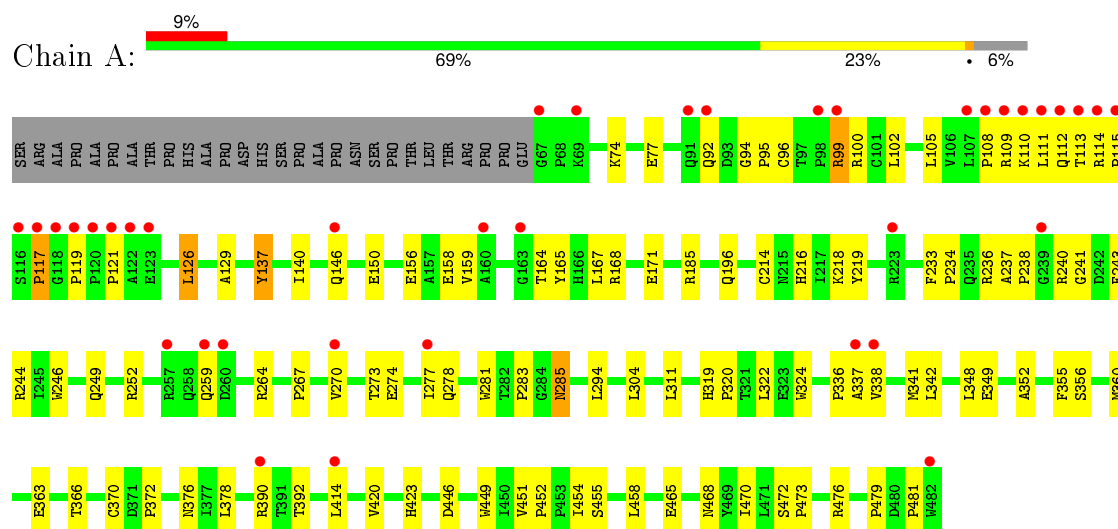 9%
Chain A:
69% 23% • 6%
SER ARG ALA PRO ALA PRO ALA THR PRO HIS ALA PRO ASP HIS SER PRO ALA PRO ASN SER PRO THR LEU THR ARG PRO PRO GLU G67 P68 K69 K74 E77 Q91 Q92 D93 G94 P95 C96 T97 P98 R99 R100 C101 L102 L105 V106 L107 P108 R109 K110 L111 Q112 T113 R114 P115
S116 P117 G118 P119 P120 P121 A122 E123 L126 A129 Y137 I140 Q146 E150 E156 A157 E158 V159 A160 G163 T164 Y165 H166 L167 R168 E171 R185 Q196 C214 N215 H216 I217 K218 Y219 R223 F233 P234 Q235 R236 A237 P238 G239 R240 G241 D242 E243
R244 I245 W246 Q249 R252 R257 Q258 Q259 D260 R264 P267 V270 T273 E274 I277 Q278 W281 T282 P283 G284 N285 L294 L304 L311 H319 P320 T321 L322 E323 W324 P336 A337 V338 M341 L342 L348 E349 A352 F355 S356 M360
E363 T366 C370 D371 P372 N376 I377 L378 R390 T391 T392 L414 V420 H423 D446 W449 I450 V451 P452 P453 I454 S455 L458 E465 N468 Y469 I470 L471 S472 P473 R476 P479 D480 P481 W482